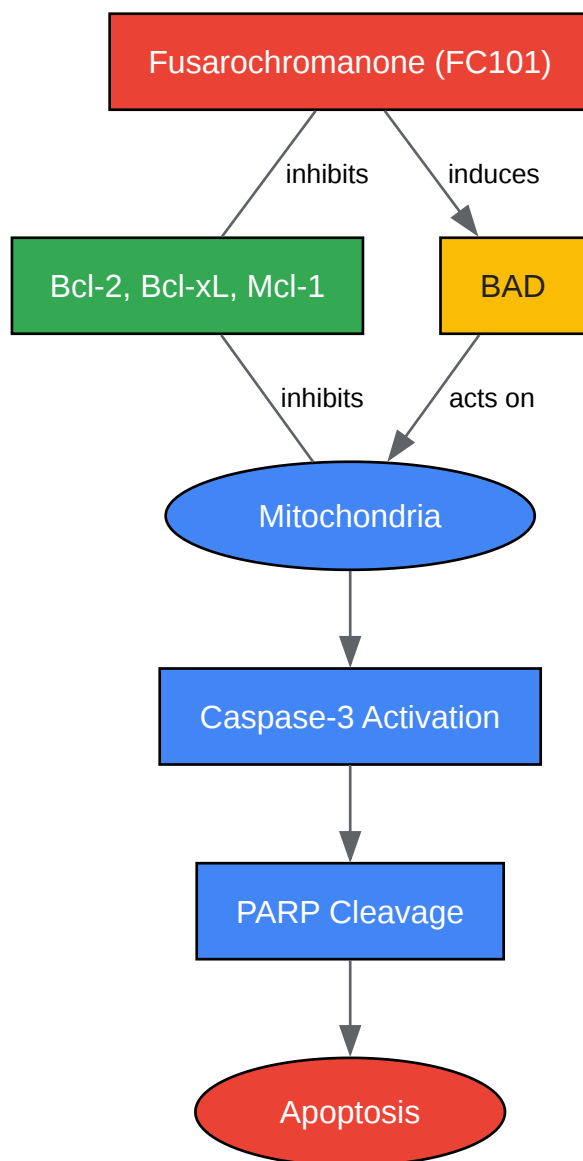 Fusarochromanone (FC101)
inhibits
induces
Bcl-2, Bcl-xL, Mcl-1
BAD
inhibits
acts on
Mitochondria
Caspase-3 Activation
PARP Cleavage
Apoptosis